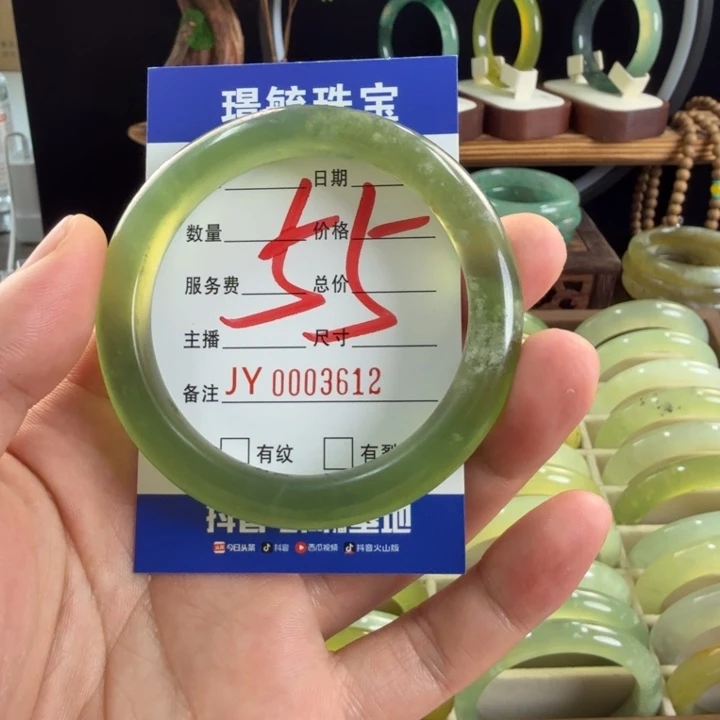 璟毓珠宝
日期
数量 价格
服务费 总价
主播 尺寸
备注 JY 0003612
有纹 有裂
55
今日头条 抖音 西瓜视频 抖音火山版